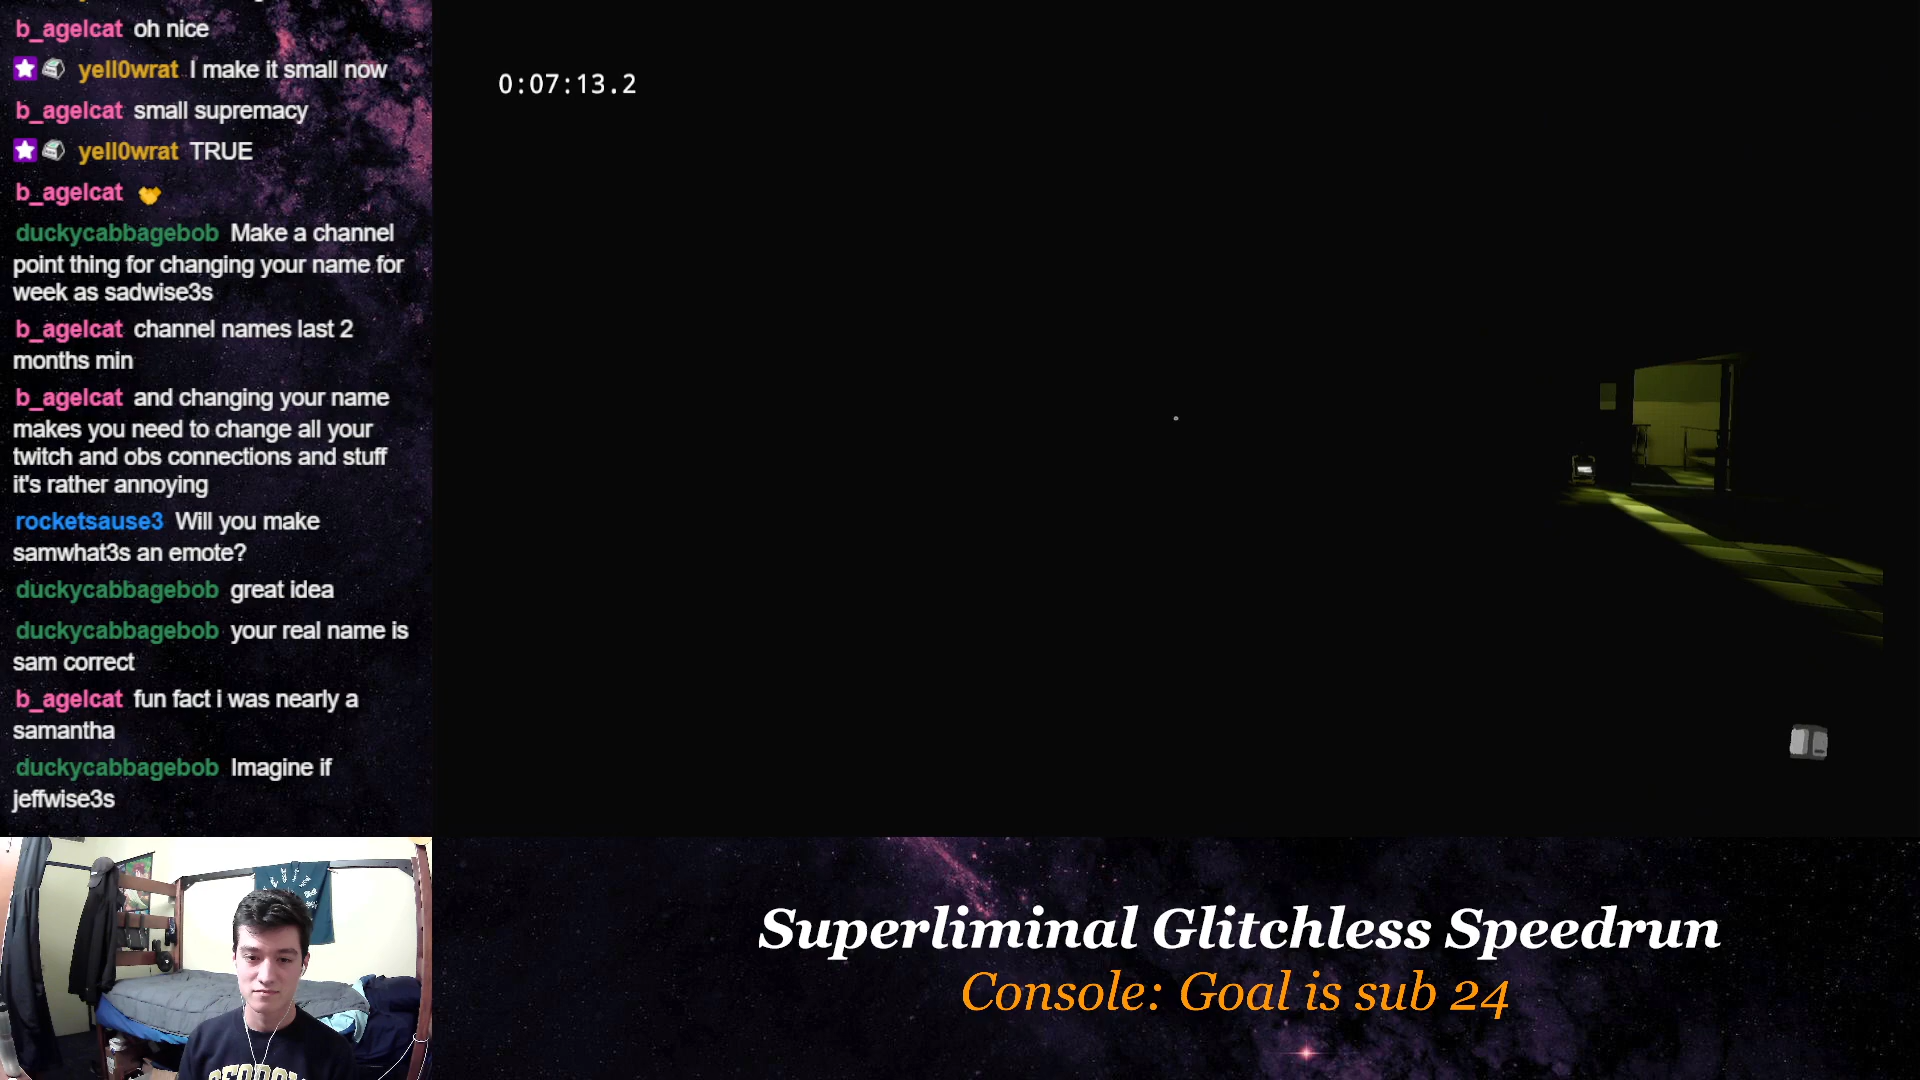 b_agelcat oh nice
yell0wrat I make it small now
b_agelcat small supremacy
yell0wrat TRUE
b_agelcat
duckycabbagebob Make a channel
point thing for changing your name for
week as sadwise3s
b_agelcat channel names last 2
months min
b_agelcat and changing your name
makes you need to change all your
twitch and obs connections and stuff
it's rather annoying
rocketsause3 Will you make
samwhat3s an emote?
duckycabbagebob great idea
duckycabbagebob your real name is
sam correct
b_agelcat fun fact i was nearly a
samantha
duckycabbagebob Imagine if
jeffwise3s
0:07:13.2
Superliminal Glitchless Speedrun
Console: Goal is sub 24